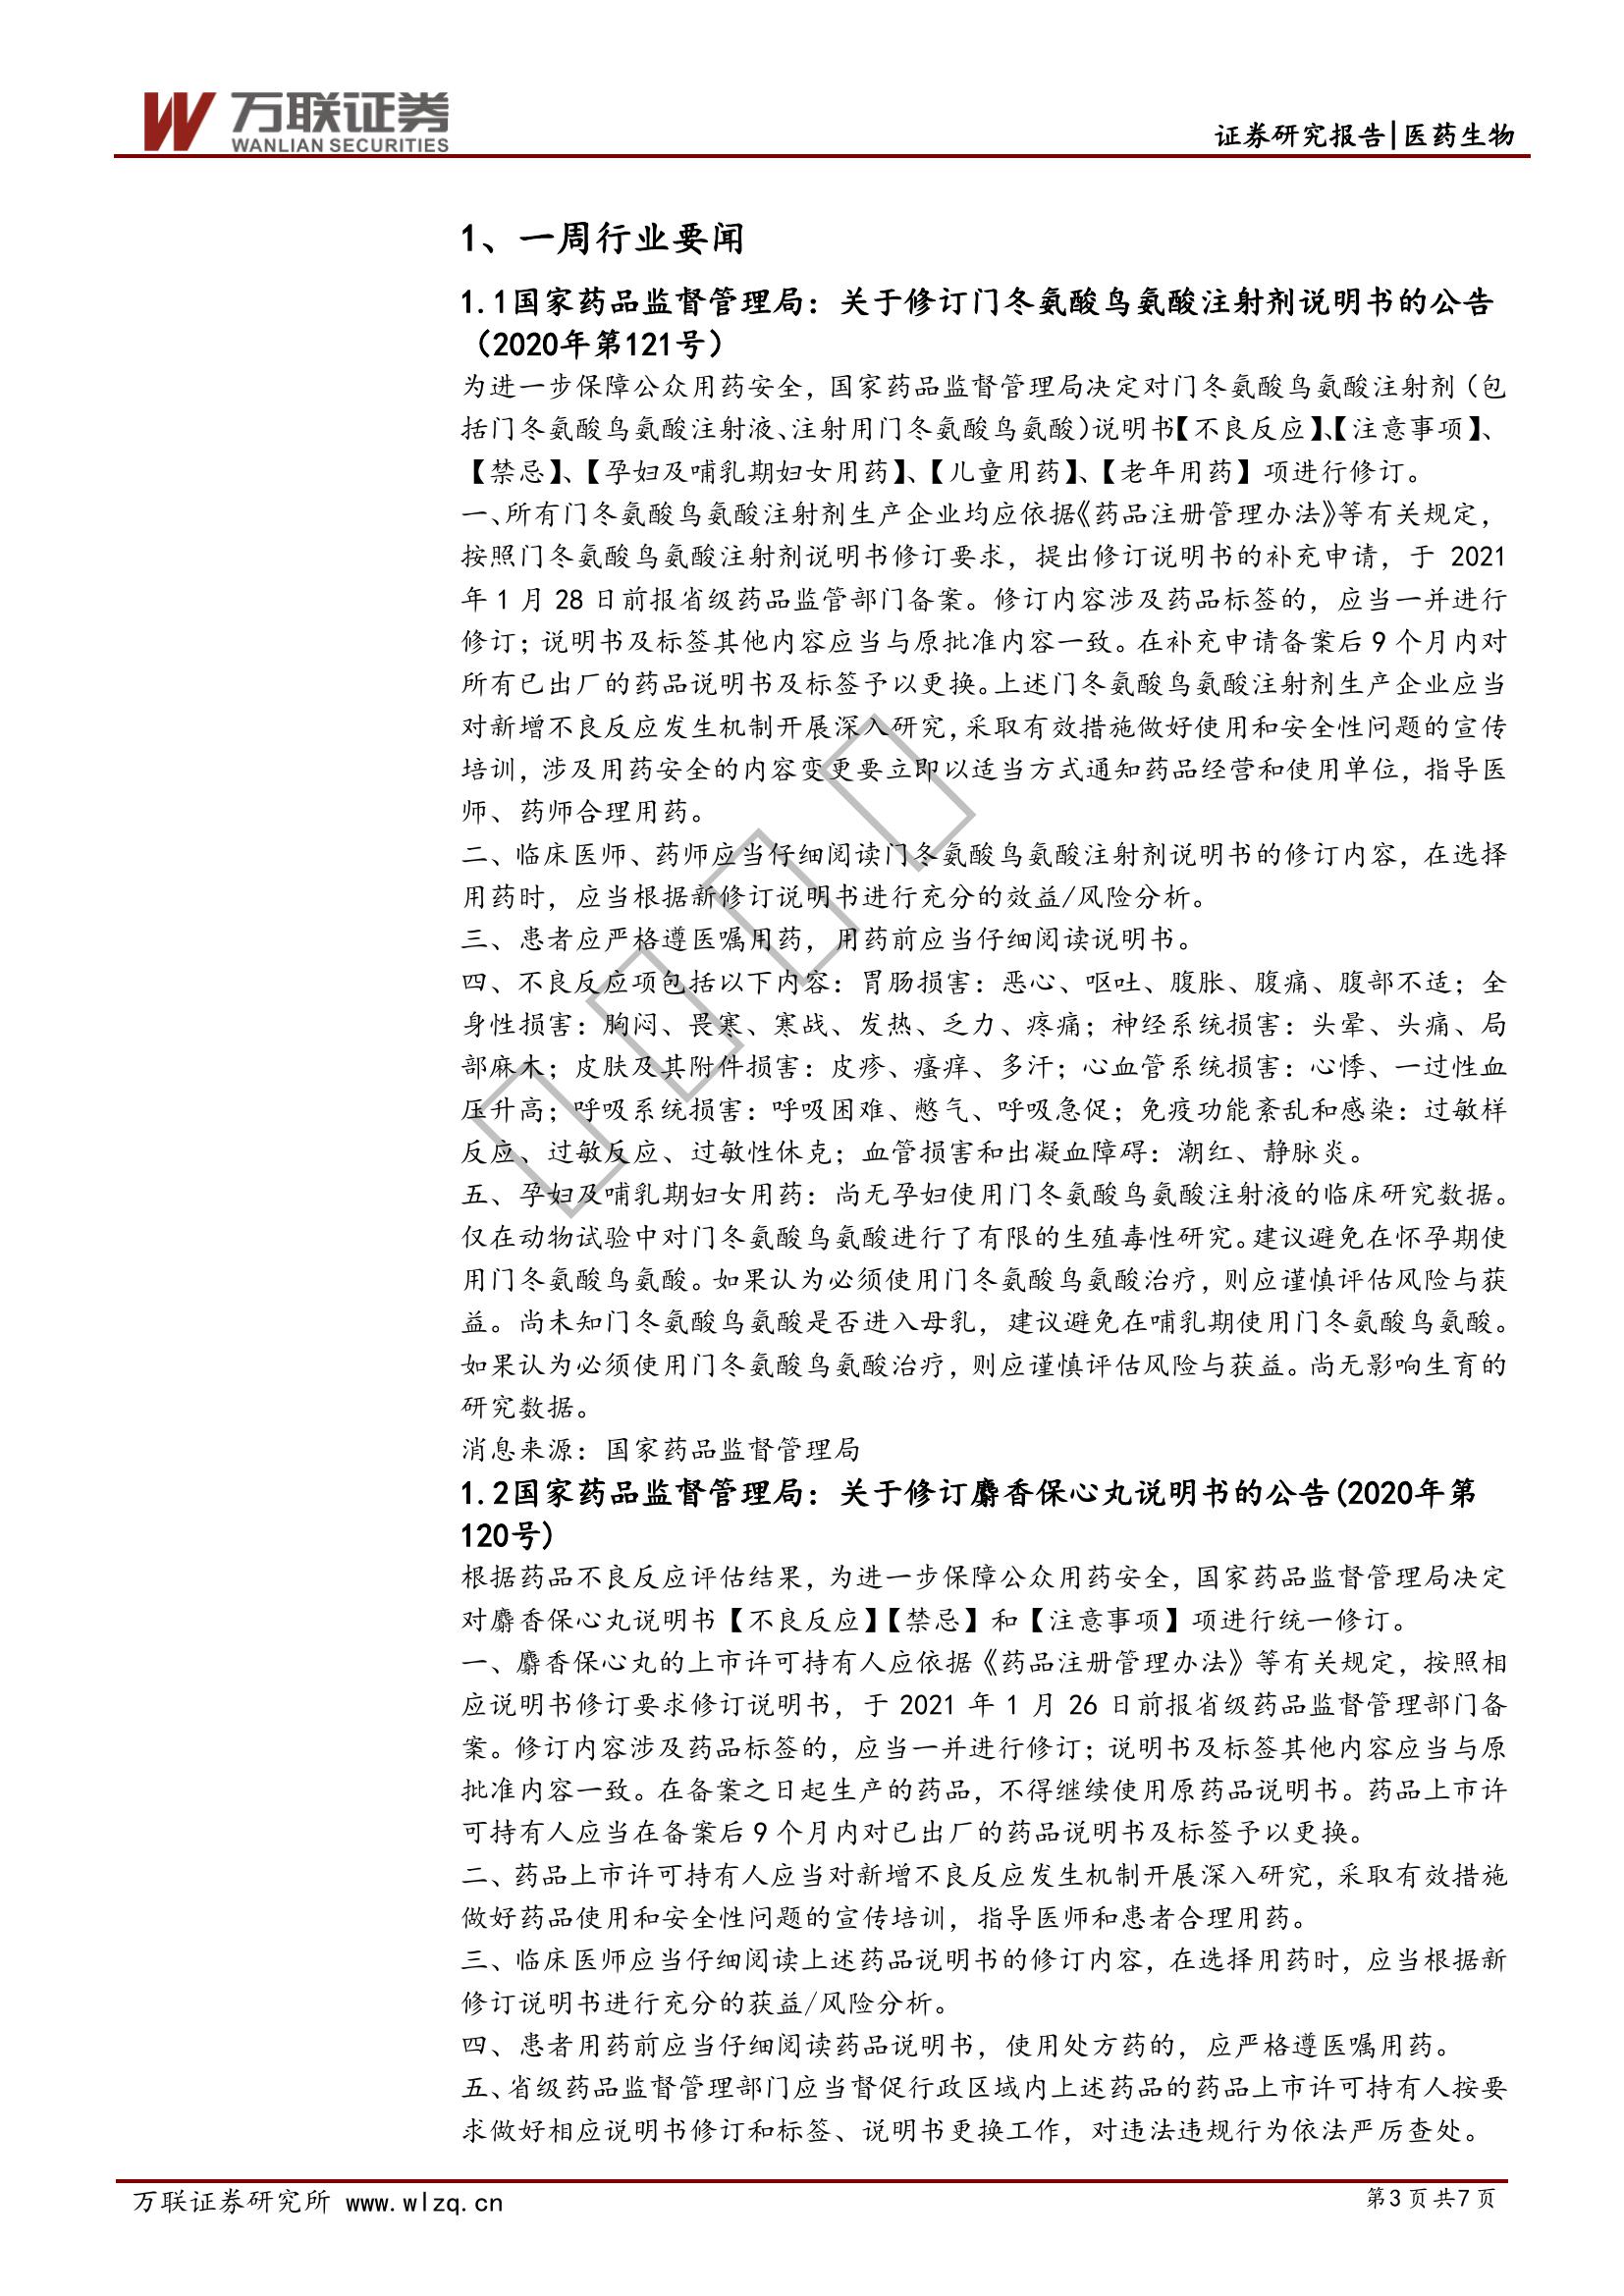 万联证券
WANLIAN SECURITIES
证券研究报告|医药生物
1、一周行业要闻
1.1国家药品监督管理局：关于修订门冬氨酸鸟氨酸注射剂说明书的公告
（2020年第121号）
为进一步保障公众用药安全，国家药品监督管理局决定对门冬氨酸鸟氨酸注射剂（包
括门冬氨酸鸟氨酸注射液、注射用门冬氨酸鸟氨酸）说明书【不良反应】、【注意事项】、
【禁忌】、【孕妇及哺乳期妇女用药】、【儿童用药】、【老年用药】项进行修订。
一、所有门冬氨酸鸟氨酸注射剂生产企业均应依据《药品注册管理办法》等有关规定，
按照门冬氨酸鸟氨酸注射剂说明书修订要求，提出修订说明书的补充申请，于 2021
年 1 月 28 日前报省级药品监管部门备案。修订内容涉及药品标签的，应当一并进行
修订；说明书及标签其他内容应当与原批准内容一致。在补充申请备案后 9 个月内对
所有已出厂的药品说明书及标签予以更换。上述门冬氨酸鸟氨酸注射剂生产企业应当
对新增不良反应发生机制开展深入研究，采取有效措施做好使用和安全性问题的宣传
培训，涉及用药安全的内容变更要立即以适当方式通知药品经营和使用单位，指导医
师、药师合理用药。
二、临床医师、药师应当仔细阅读门冬氨酸鸟氨酸注射剂说明书的修订内容，在选择
用药时，应当根据新修订说明书进行充分的效益/风险分析。
三、患者应严格遵医嘱用药，用药前应当仔细阅读说明书。
四、不良反应项包括以下内容：胃肠损害：恶心、呕吐、腹胀、腹痛、腹部不适；全
身性损害：胸闷、畏寒、寒战、发热、乏力、疼痛；神经系统损害：头晕、头痛、局
部麻木；皮肤及其附件损害：皮疹、瘙痒、多汗；心血管系统损害：心悸、一过性血
压升高；呼吸系统损害：呼吸困难、憋气、呼吸急促；免疫功能紊乱和感染：过敏样
反应、过敏反应、过敏性休克；血管损害和出凝血障碍：潮红、静脉炎。
五、孕妇及哺乳期妇女用药：尚无孕妇使用门冬氨酸鸟氨酸注射液的临床研究数据。
仅在动物试验中对门冬氨酸鸟氨酸进行了有限的生殖毒性研究。建议避免在怀孕期使
用门冬氨酸鸟氨酸。如果认为必须使用门冬氨酸鸟氨酸治疗，则应谨慎评估风险与获
益。尚未知门冬氨酸鸟氨酸是否进入母乳，建议避免在哺乳期使用门冬氨酸鸟氨酸。
如果认为必须使用门冬氨酸鸟氨酸治疗，则应谨慎评估风险与获益。尚无影响生育的
研究数据。
消息来源：国家药品监督管理局
1.2国家药品监督管理局：关于修订麝香保心丸说明书的公告(2020年第
120号)
根据药品不良反应评估结果，为进一步保障公众用药安全，国家药品监督管理局决定
对麝香保心丸说明书【不良反应】【禁忌】和【注意事项】项进行统一修订。
一、麝香保心丸的上市许可持有人应依据《药品注册管理办法》等有关规定，按照相
应说明书修订要求修订说明书，于 2021 年 1 月 26 日前报省级药品监督管理部门备
案。修订内容涉及药品标签的，应当一并进行修订；说明书及标签其他内容应当与原
批准内容一致。在备案之日起生产的药品，不得继续使用原药品说明书。药品上市许
可持有人应当在备案后 9 个月内对已出厂的药品说明书及标签予以更换。
二、药品上市许可持有人应当对新增不良反应发生机制开展深入研究，采取有效措施
做好药品使用和安全性问题的宣传培训，指导医师和患者合理用药。
三、临床医师应当仔细阅读上述药品说明书的修订内容，在选择用药时，应当根据新
修订说明书进行充分的获益/风险分析。
四、患者用药前应当仔细阅读药品说明书，使用处方药的，应严格遵医嘱用药。
五、省级药品监督管理部门应当督促行政区域内上述药品的药品上市许可持有人按要
求做好相应说明书修订和标签、说明书更换工作，对违法违规行为依法严厉查处。
万联证券研究所 www.wlzq.cn
第 3 页 共 7 页